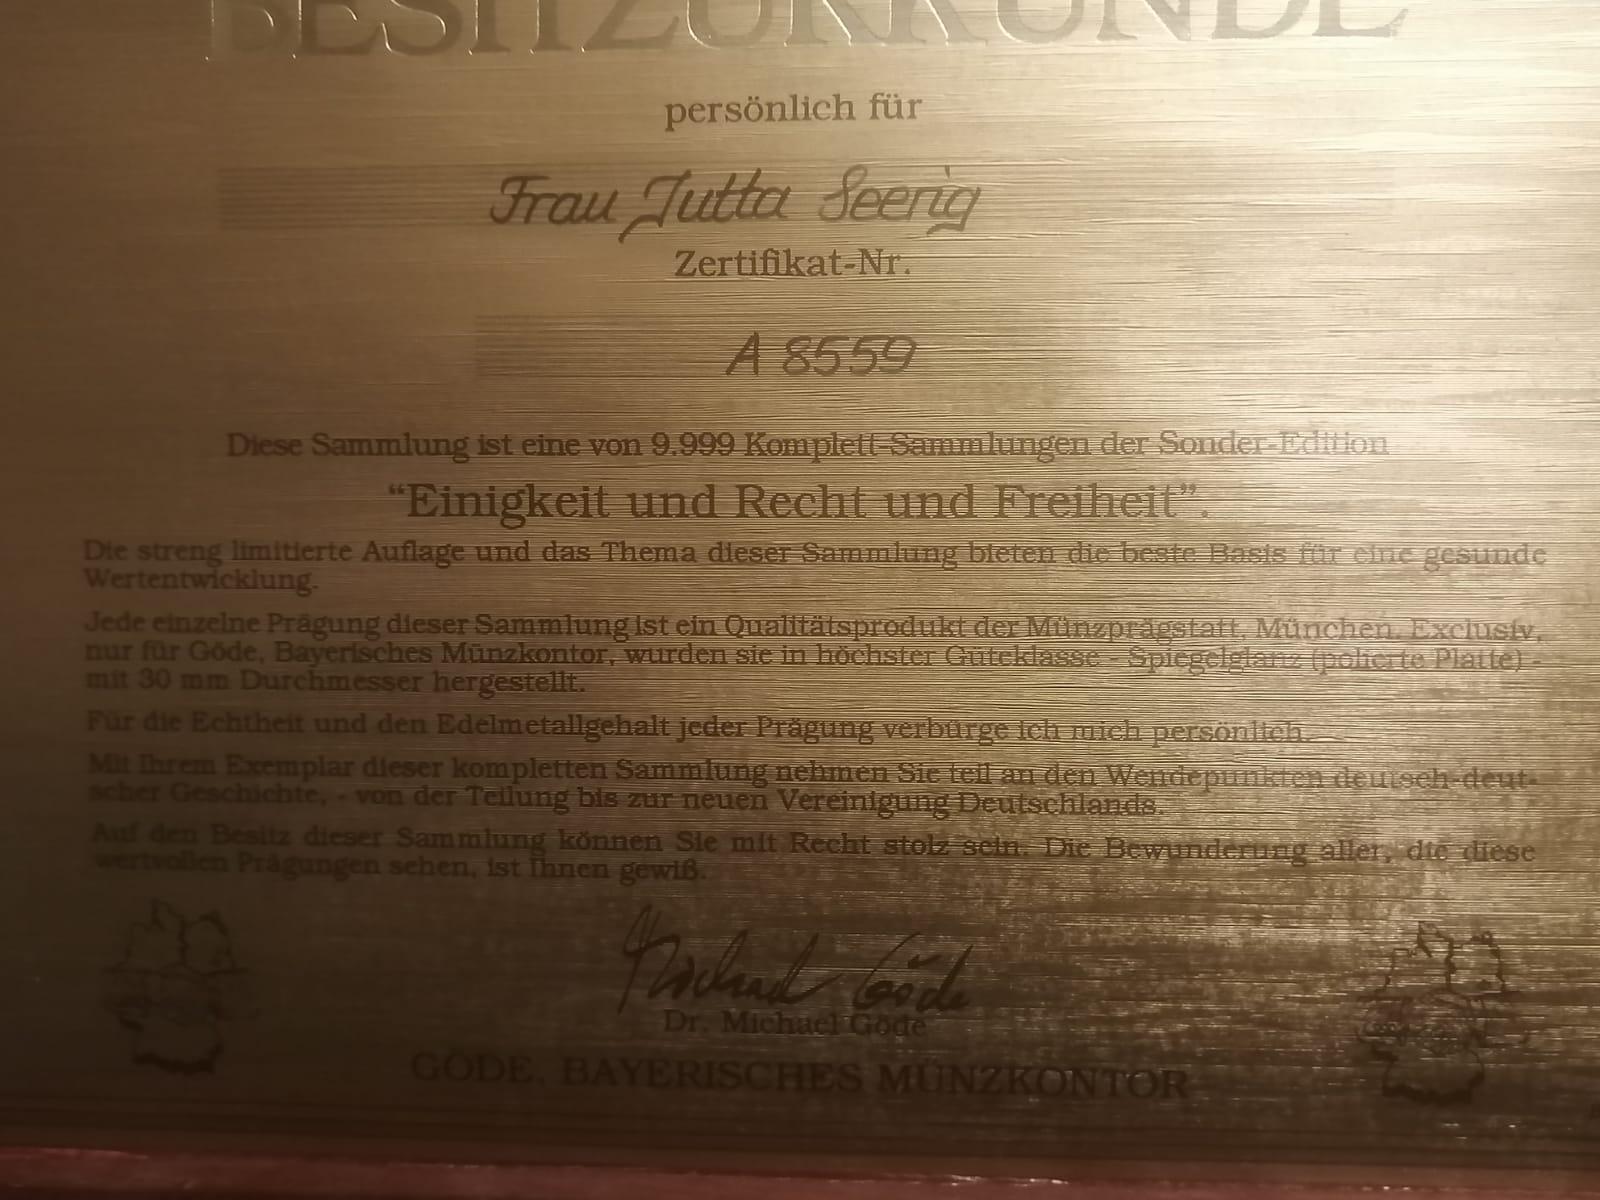 BESITZURKUNDE
persönlich für
Frau Jutta Seerig
Zertifikat-Nr.
A 8559
Diese Sammlung ist eine von 9.999 Komplett-Sammlungen der Sonder-Edition
“Einigkeit und Recht und Freiheit”.
Die streng limitierte Auflage und das Thema dieser Sammlung bieten die beste Basis für eine gesunde
Wertentwicklung.
Jede einzelne Prägung dieser Sammlung ist ein Qualitätsprodukt der Münzprägstatt, München. Exclusiv,
nur für Göde, Bayerisches Münzkontor, wurden sie in höchster Güteklasse - Spiegelglanz (polierte Platte) -
mit 30 mm Durchmesser hergestellt.
Für die Echtheit und den Edelmetallgehalt jeder Prägung verbürge ich mich persönlich.
Mit Ihrem Exemplar dieser kompletten Sammlung nehmen Sie teil an den Wendepunkten deutsch-deut-
scher Geschichte, - von der Teilung bis zur neuen Vereinigung Deutschlands.
Auf den Besitz dieser Sammlung können Sie mit Recht stolz sein. Die Bewunderung aller, die diese
wertvollen Prägungen sehen, ist Ihnen gewiß.
Michael Göde
Dr. Michael Göde
GÖDE, BAYERISCHES MÜNZKONTOR